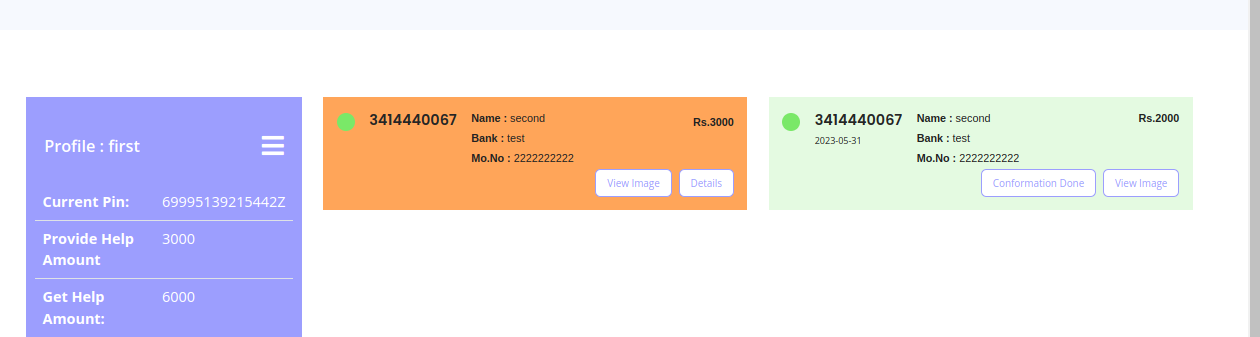 Profile : first
Current Pin: 69995139215442Z
Provide Help 3000
Amount
Get Help 6000
Amount:
3414440067
Name : second
Rs.3000
Bank : test
Mo.No : 2222222222
View Image
Details
3414440067
2023-05-31
Name : second
Rs.2000
Bank : test
Mo.No : 2222222222
Conformation Done
View Image